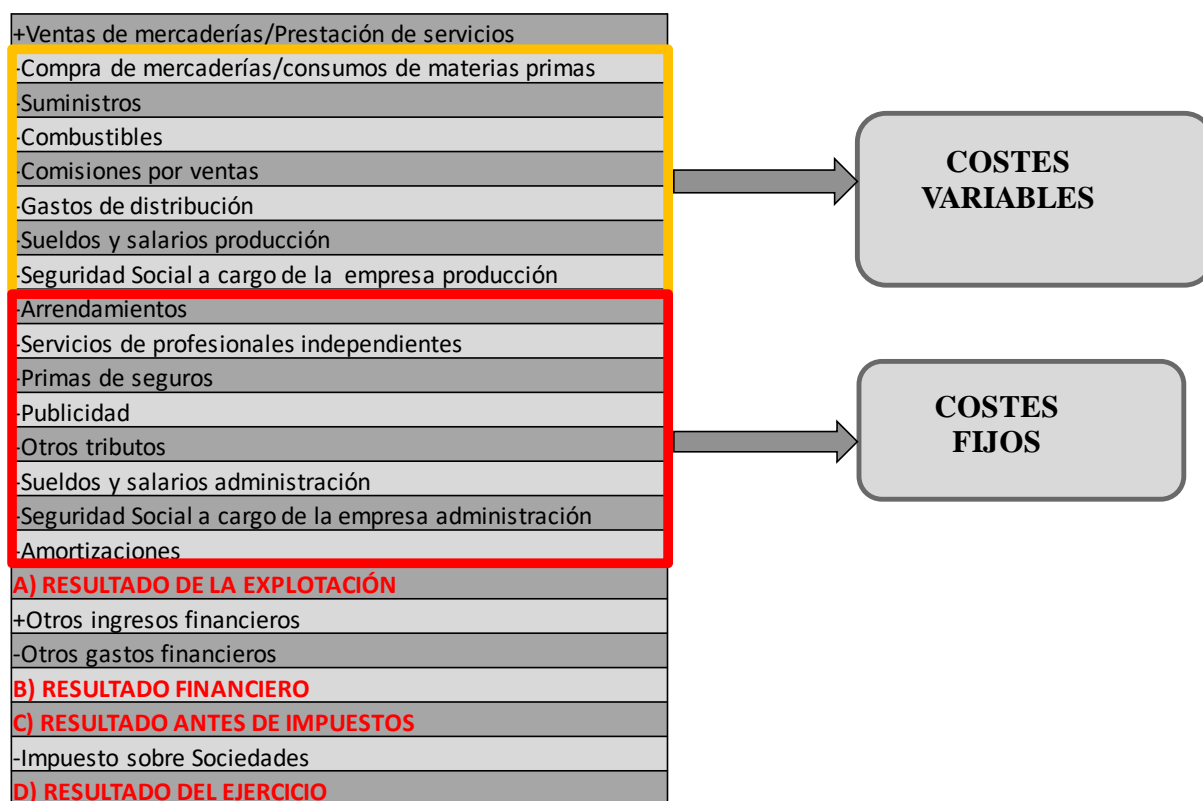 +Ventas de mercaderías/Prestación de servicios
-Compra de mercaderías/consumos de materias primas
-Suministros
-Combustibles
-Comisiones por ventas
-Gastos de distribución
-Sueldos y salarios producción
-Seguridad Social a cargo de la empresa producción
-Arrendamientos
-Servicios de profesionales independientes
-Primas de seguros
-Publicidad
-Otros tributos
-Sueldos y salarios administración
-Seguridad Social a cargo de la empresa administración
-Amortizaciones
A) RESULTADO DE LA EXPLOTACIÓN
+Otros ingresos financieros
-Otros gastos financieros
B) RESULTADO FINANCIERO
C) RESULTADO ANTES DE IMPUESTOS
-Impuesto sobre Sociedades
D) RESULTADO DEL EJERCICIO
COSTES
VARIABLES
COSTES
FIJOS